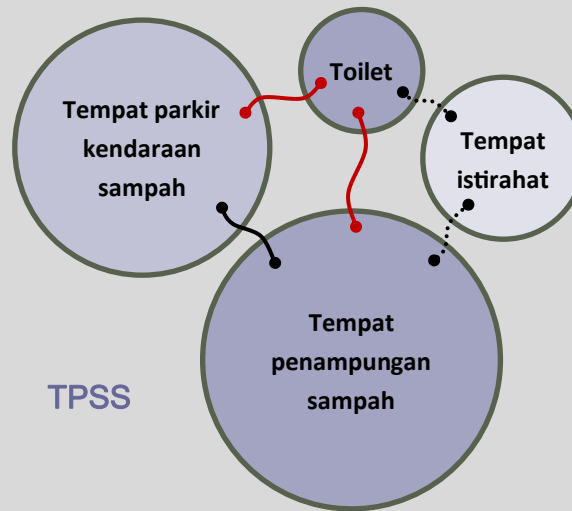 Toilet
Tempat parkir
kendaraan
sampah
Tempat
istirahat
Tempat
penampungan
sampah
TPSS